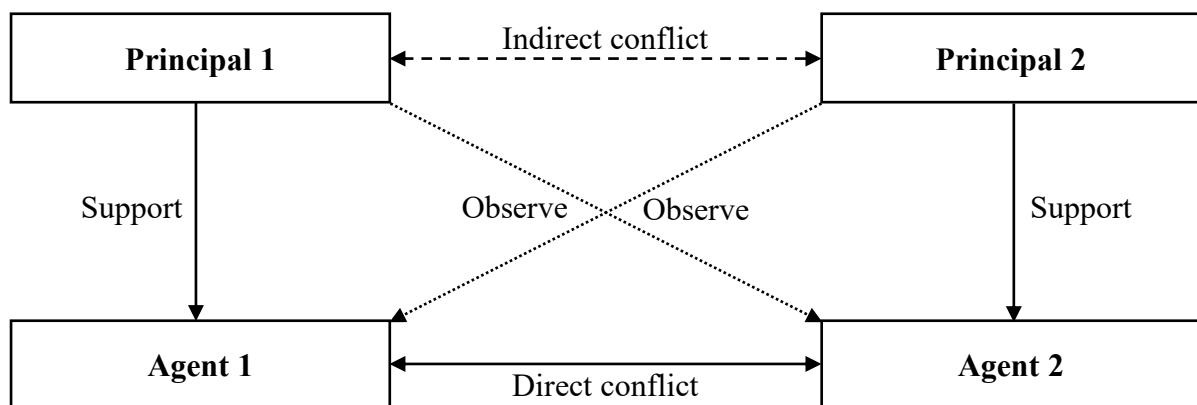 Indirect conflict
Principal 1
Principal 2
Support
Observe
Observe
Support
Agent 1
Agent 2
Direct conflict